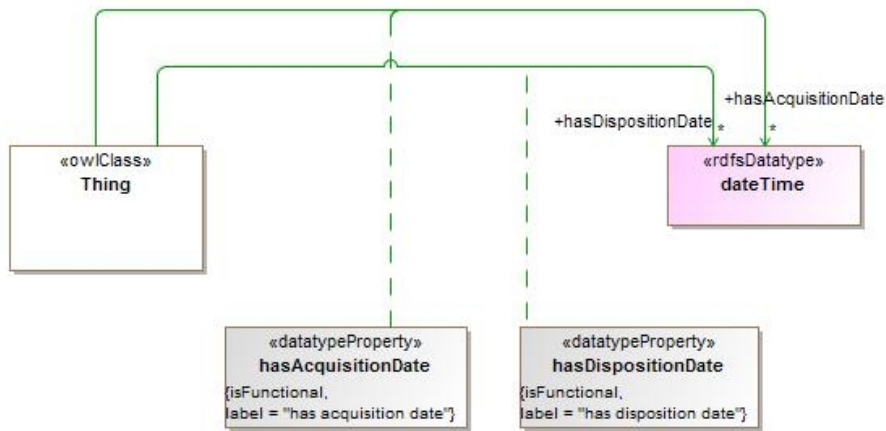 +hasAcquisitionDate
+hasDispositionDate
*
*
«owlClass»
Thing
«rdfsDatatype»
dateTime
«datatypeProperty»
hasAcquisitionDate
{isFunctional,
label = "has acquisition date"}
«datatypeProperty»
hasDispositionDate
{isFunctional,
label = "has disposition date"}